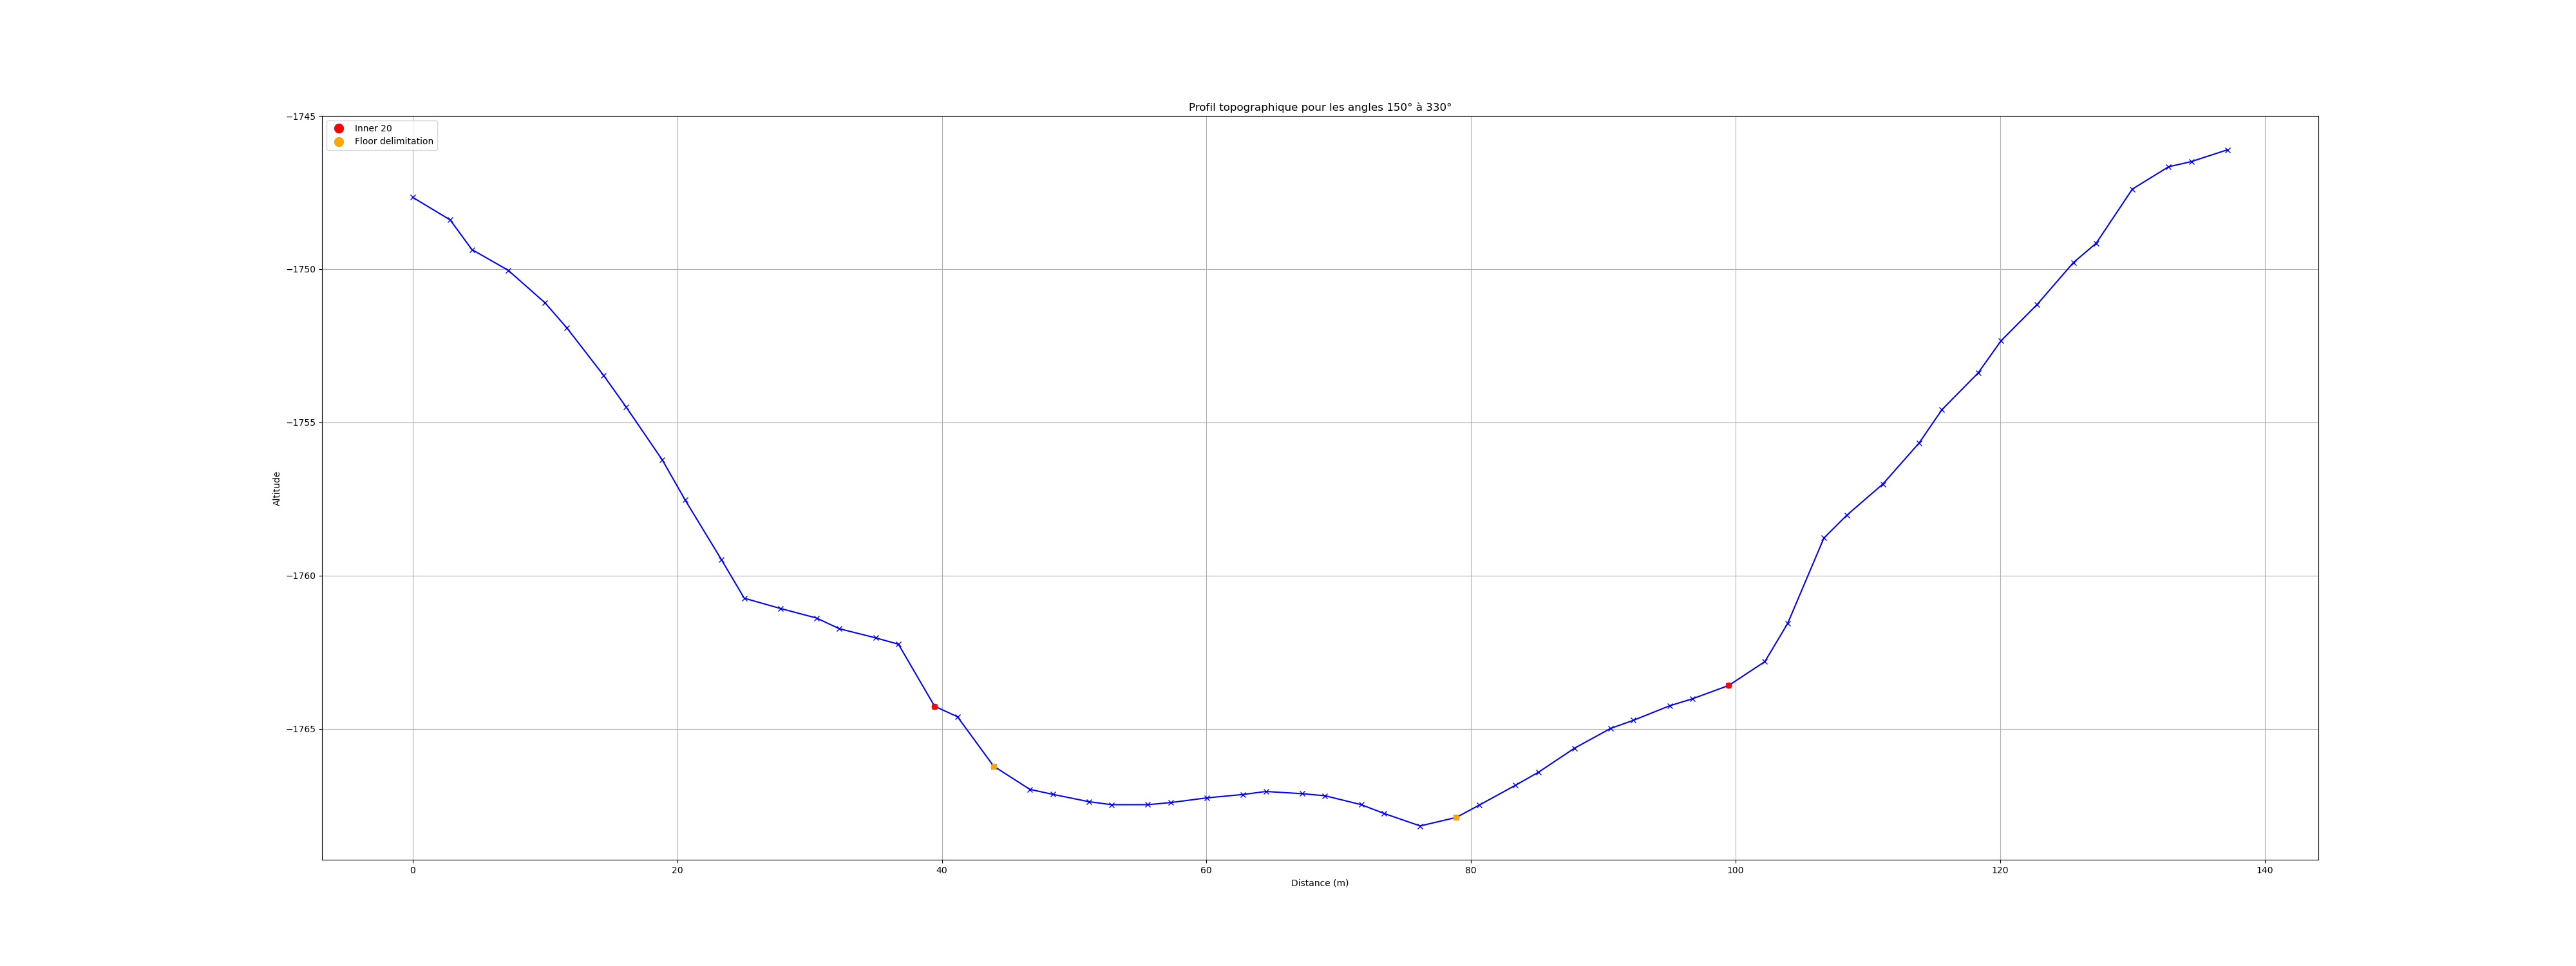 Profil topographique pour les angles 150° à 330°
Inner 20
Floor delimitation
−1745
−1750
−1755
−1760
−1765
Altitude
0 20 40 60 80 100 120 140
Distance (m)